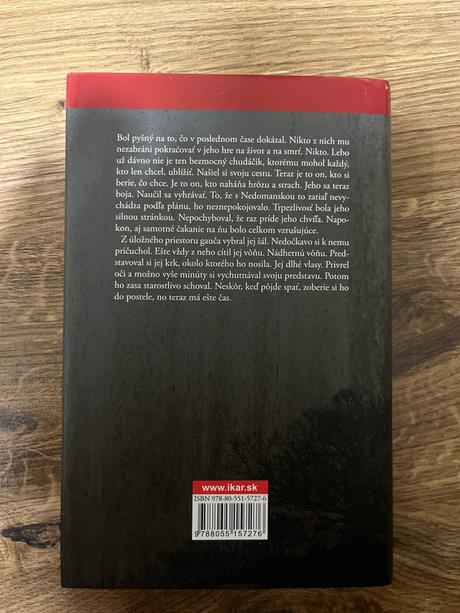 Bol pyšný na to, čo v poslednom čase dokázal. Nikto z nich mu
nezabráni pokračovať v jeho hre na život a na smrť. Nikto. Lebo
už dávno nie je ten bezmocný chudáčik, ktorému mohol každý,
kto len chcel, ublížiť. Našiel si svoju cestu. Teraz je to on, kto si
berie, čo chce. Je to on, kto naháňa hrôzu a strach. Jeho sa teraz
boja. Naučil sa vyhrávať. To, že s Nedomanskou to zatiaľ nevy-
chádza podľa plánu, ho neznepokojovalo. Trpezlivosť bola jeho
silnou stránkou. Nepochyboval, že raz príde jeho chvíľa. Napo-
kon, aj samotné čakanie na ňu bolo celkom vzrušujúce.
Z úložného priestoru gauča vybral jej šál. Nedočkavo si k nemu
pričuchol. Ešte vždy z neho cítil jej vôňu. Nádhernú vôňu. Pred-
stavoval si jej krk, okolo ktorého ho nosila. Jej dlhé vlasy. Privrel
oči a možno vyše minúty si vychutnával svoju predstavu. Potom
ho zasa starostlivo schoval. Neskôr, keď pôjde spať, zoberie si ho
do postele, no teraz má ešte čas.
www.ikar.sk
ISBN 978-80-551-5727-6
9788055157276